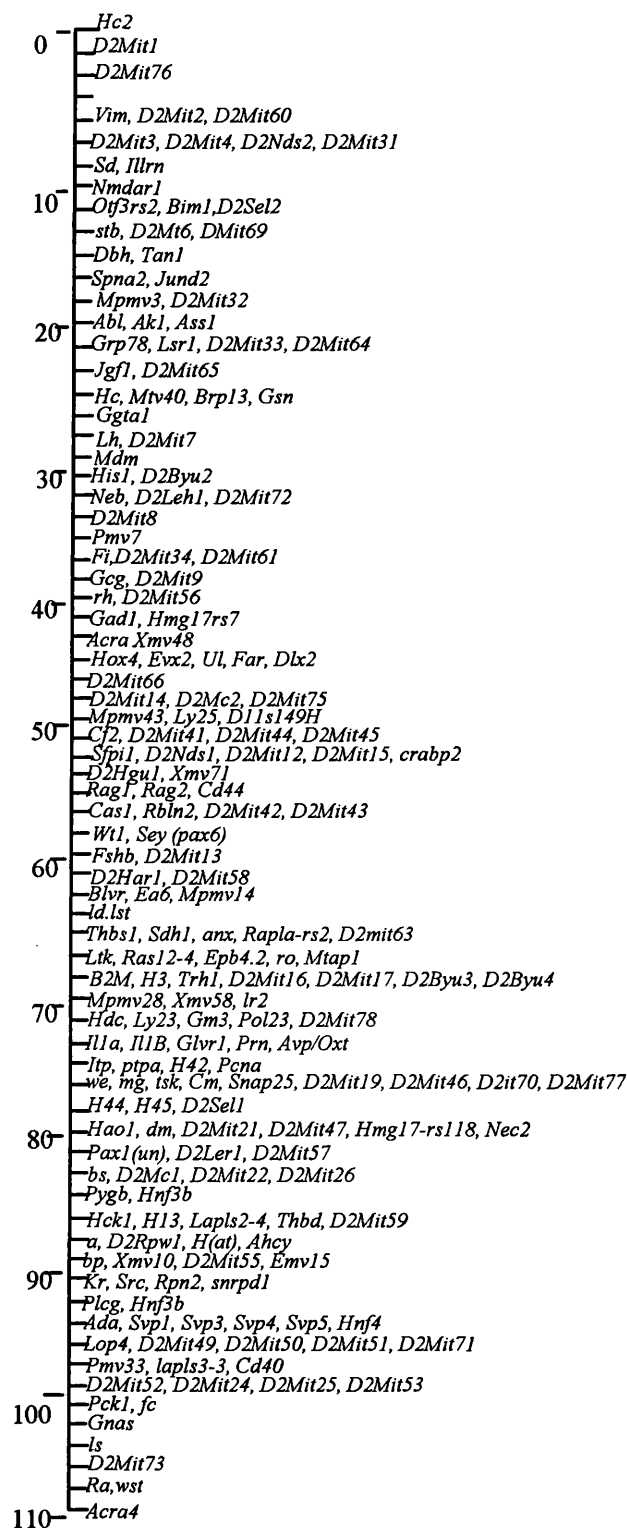 Hc2
0
D2Mit1
D2Mit76
Vim, D2Mit2, D2Mit60
D2Mit3, D2Mit4, D2Nds2, D2Mit31
Sd, Illrn
Nmdar1
10
Otf3rs2, Bim1,D2Sel2
stb, D2Mt6, DMit69
Dbh, Tan1
Spna2, Jund2
Mpmv3, D2Mit32
Abl, Ak1, Ass1
20
Grp78, Lsr1, D2Mit33, D2Mit64
Jgf1, D2Mit65
Hc, Mtv40, Brp13, Gsn
Ggta1
Lh, D2Mit7
Mdm
30
His1, D2Byu2
Neb, D2Leh1, D2Mit72
D2Mit8
Pmv7
Fi,D2Mit34, D2Mit61
Gcg, D2Mit9
rh, D2Mit56
40
Gad1, Hmg17rs7
Acra Xmv48
Hox4, Evx2, Ul, Far, Dlx2
D2Mit66
D2Mit14, D2Mc2, D2Mit75
Mpmv43, Ly25, D11s149H
50
Cf2, D2Mit41, D2Mit44, D2Mit45
Sfpi1, D2Nds1, D2Mit12, D2Mit15, crabp2
D2Hgu1, Xmv71
Rag1, Rag2, Cd44
Cas1, Rbln2, D2Mit42, D2Mit43
Wt1, Sey (pax6)
Fshb, D2Mit13
60
D2Har1, D2Mit58
Blvr, Ea6, Mpmv14
ld.lst
Thbs1, Sdh1, anx, Rapla-rs2, D2mit63
Ltk, Ras12-4, Epb4.2, ro, Mtap1
B2M, H3, Trh1, D2Mit16, D2Mit17, D2Byu3, D2Byu4
Mpmv28, Xmv58, lr2
70
Hdc, Ly23, Gm3, Pol23, D2Mit78
Il1a, Il1B, Glvr1, Prn, Avp/Oxt
Itp, ptpa, H42, Pcna
we, mg, tsk, Cm, Snap25, D2Mit19, D2Mit46, D2it70, D2Mit77
H44, H45, D2Sel1
80
Hao1, dm, D2Mit21, D2Mit47, Hmg17-rs118, Nec2
Pax1(un), D2Ler1, D2Mit57
bs, D2Mc1, D2Mit22, D2Mit26
Pygb, Hnf3b
Hck1, H13, Lapls2-4, Thbd, D2Mit59
a, D2Rpw1, H(at), Ahcy
bp, Xmv10, D2Mit55, Emv15
90
Kr, Src, Rpn2, snrpd1
Plcg, Hnf3b
Ada, Svp1, Svp3, Svp4, Svp5, Hnf4
Lop4, D2Mit49, D2Mit50, D2Mit51, D2Mit71
Pmv33, lapls3-3, Cd40
D2Mit52, D2Mit24, D2Mit25, D2Mit53
100
Pck1, fc
Gnas
ls
D2Mit73
Ra,wst
Acra4
110